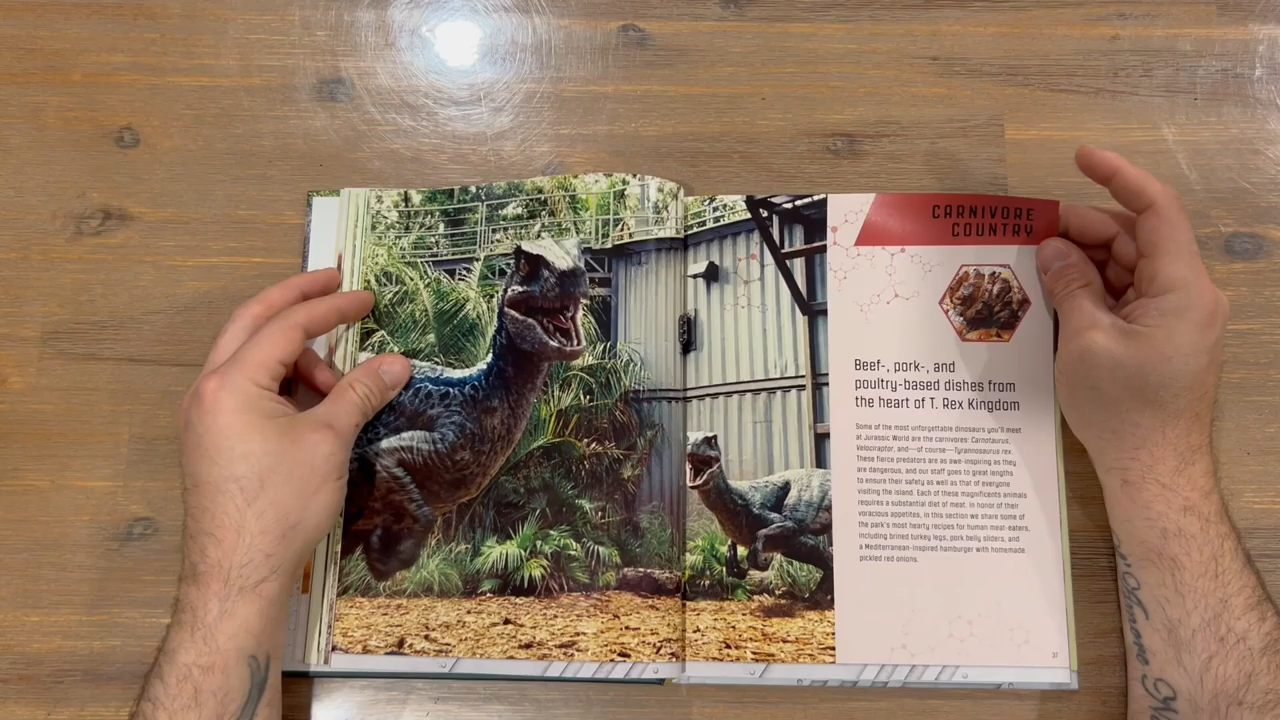 CARNIVORE
COUNTRY
Beef-, pork-, and
poultry-based dishes from
the heart of T. Rex Kingdom
Some of the most unforgettable dinosaurs you'll meet
at Jurassic World are the carnivores: Carnotaurus,
Velociraptor, and—of course—Tyrannosaurus rex.
These fierce predators are as awe-inspiring as they
are dangerous, and our staff goes to great lengths
to ensure their safety as well as that of everyone
visiting the island. Each of these magnificents animals
requires a substantial diet of meat. In honor of their
voracious appetites, in this section we share some of
the park's most hearty recipes for human meat-eaters,
including brined turkey legs, pork belly sliders, and
a Mediterranean-inspired hamburger with homemade
pickled red onions.
37